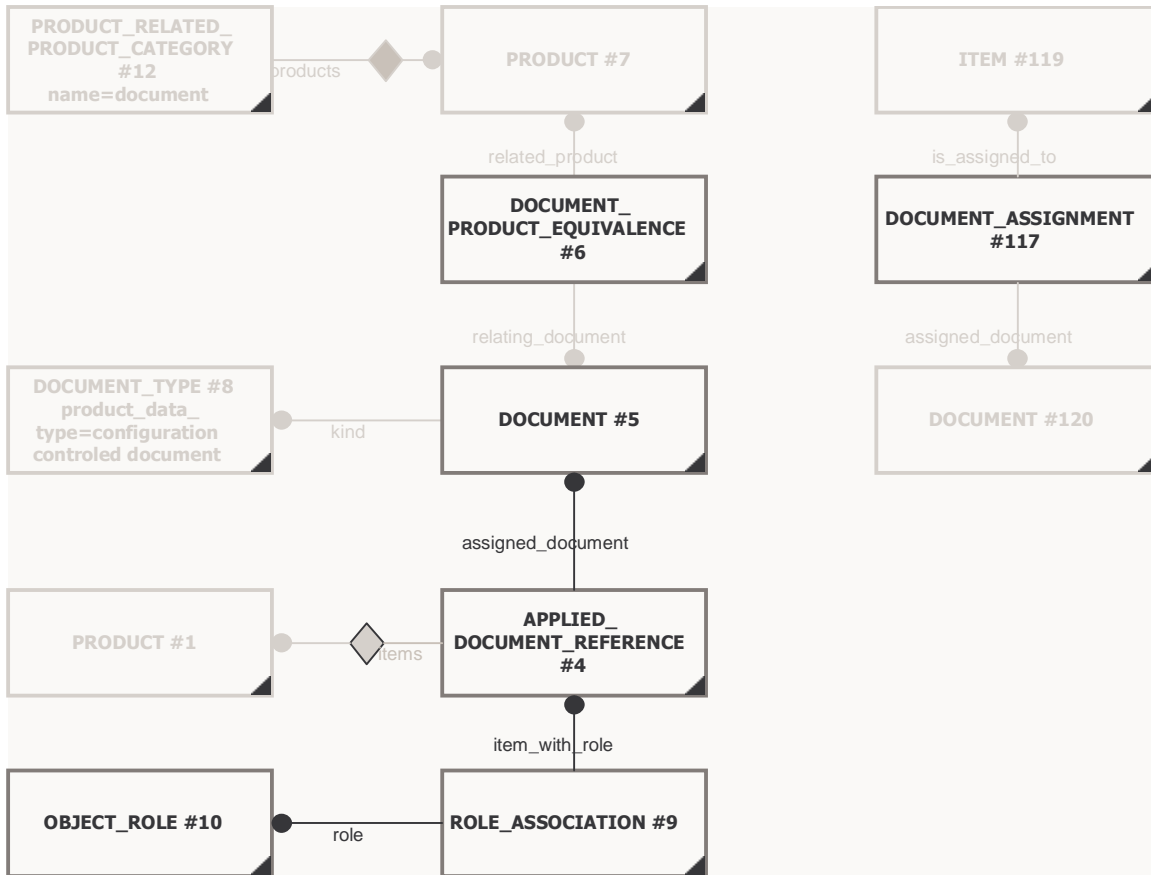 PRODUCT_RELATED_
PRODUCT_CATEGORY
#12
name=document
products
PRODUCT #7
ITEM #119
related_product
is_assigned_to
DOCUMENT_
PRODUCT_EQUIVALENCE
#6
DOCUMENT_ASSIGNMENT
#117
relating_document
assigned_document
DOCUMENT_TYPE #8
product_data_
type=configuration
controled document
kind
DOCUMENT #5
DOCUMENT #120
assigned_document
PRODUCT #1
items
APPLIED_
DOCUMENT_REFERENCE
#4
item_with_role
OBJECT_ROLE #10
role
ROLE_ASSOCIATION #9